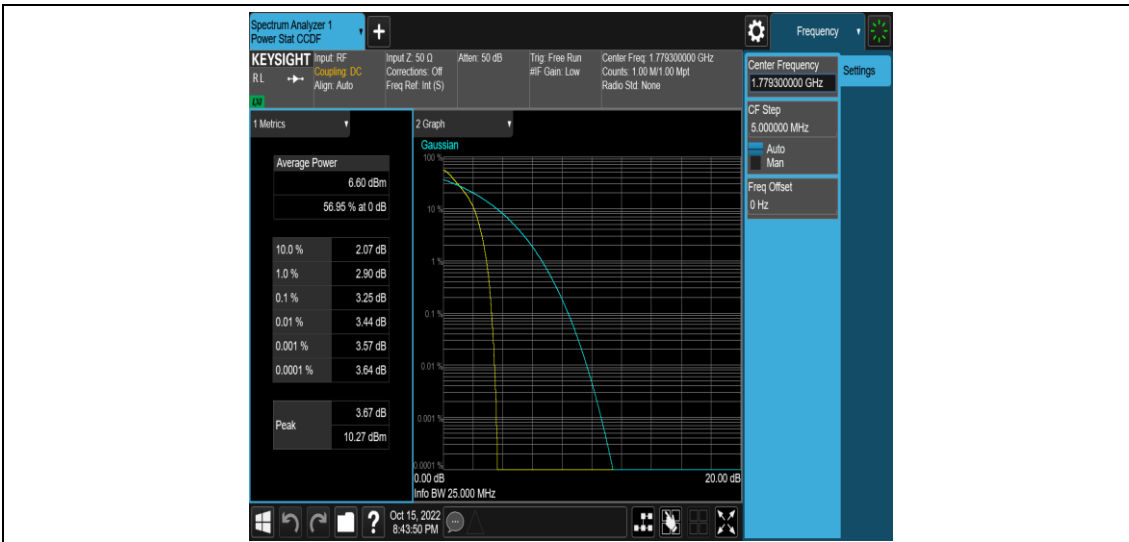 Spectrum Analyzer 1
Power Stat CCDF
+
Frequency
KEYSIGHT
RL
LXI
Input: RF
Coupling: DC
Align: Auto
Input Z: 50 Ω
Corrections: Off
Freq Ref: Int (S)
Atten: 50 dB
Trig: Free Run
#IF Gain: Low
Center Freq: 1.779300000 GHz
Counts: 1.00 M/1.00 Mpt
Radio Std: None
Center Frequency
1.779300000 GHz
Settings
CF Step
5.000000 MHz
Auto
Man
Freq Offset
0 Hz
1 Metrics
Average Power
6.60 dBm
56.95 % at 0 dB
10.0 % 2.07 dB
1.0 % 2.90 dB
0.1 % 3.25 dB
0.01 % 3.44 dB
0.001 % 3.57 dB
0.0001 % 3.64 dB
Peak
3.67 dB
10.27 dBm
2 Graph
Gaussian
100 %
10 %
1 %
0.1 %
0.01 %
0.001 %
0.0001 %
0.00 dB 20.00 dB
Info BW 25.000 MHz
?
Oct 15, 2022
8:43:50 PM